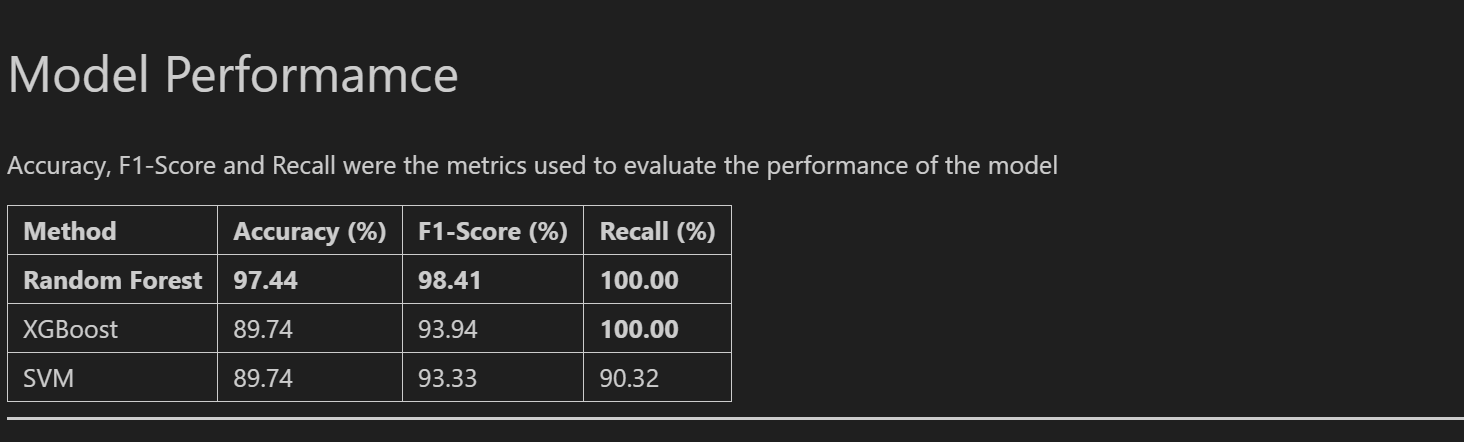 Model Performamce
Accuracy, F1-Score and Recall were the metrics used to evaluate the performance of the model
Method Accuracy (%) F1-Score (%) Recall (%)
Random Forest 97.44 98.41 100.00
XGBoost 89.74 93.94 100.00
SVM 89.74 93.33 90.32